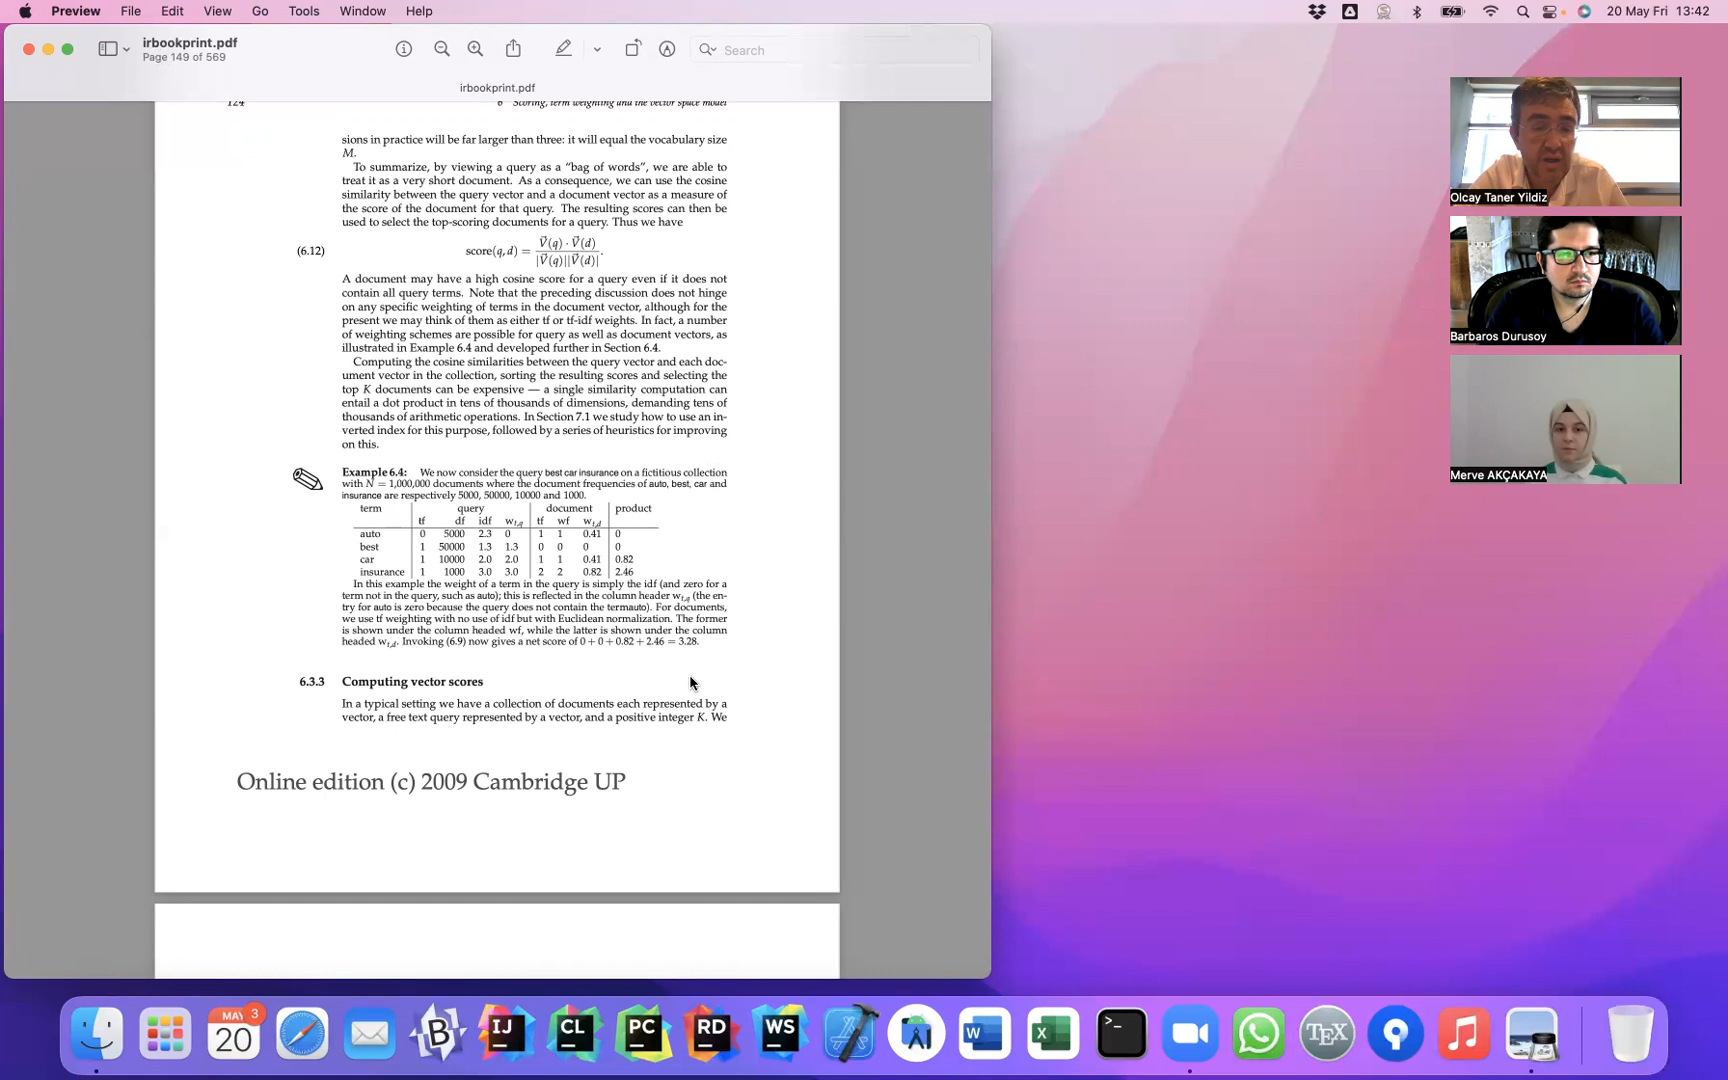 Preview File Edit View Go Tools Window Help 20 May Fri 13:42
irbookprint.pdf
Page 149 of 569
Search
irbookprint.pdf
124 6 Scoring, term weighting and the vector space model
sions in practice will be far larger than three: it will equal the vocabulary size
M.
To summarize, by viewing a query as a “bag of words”, we are able to
treat it as a very short document. As a consequence, we can use the cosine
similarity between the query vector and a document vector as a measure of
the score of the document for that query. The resulting scores can then be
used to select the top-scoring documents for a query. Thus we have
(6.12) score(q, d) = V⃗(q) · V⃗(d) / |V⃗(q)||V⃗(d)|.
A document may have a high cosine score for a query even if it does not
contain all query terms. Note that the preceding discussion does not hinge
on any specific weighting of terms in the document vector, although for the
present we may think of them as either tf or tf-idf weights. In fact, a number
of weighting schemes are possible for query as well as document vectors, as
illustrated in Example 6.4 and developed further in Section 6.4.
Computing the cosine similarities between the query vector and each doc-
ument vector in the collection, sorting the resulting scores and selecting the
top K documents can be expensive — a single similarity computation can
entail a dot product in tens of thousands of dimensions, demanding tens of
thousands of arithmetic operations. In Section 7.1 we study how to use an in-
verted index for this purpose, followed by a series of heuristics for improving
on this.
Example 6.4: We now consider the query best car insurance on a fictitious collection
with N = 1,000,000 documents where the document frequencies of auto, best, car and
insurance are respectively 5000, 50000, 10000 and 1000.
term query document product
tf df idf wt,q tf wf wt,d
auto 0 5000 2.3 0 1 1 0.41 0
best 1 50000 1.3 1.3 0 0 0 0
car 1 10000 2.0 2.0 1 1 0.41 0.82
insurance 1 1000 3.0 3.0 2 2 0.82 2.46
In this example the weight of a term in the query is simply the idf (and zero for a
term not in the query, such as auto); this is reflected in the column header wt,q (the en-
try for auto is zero because the query does not contain the termauto). For documents,
we use tf weighting with no use of idf but with Euclidean normalization. The former
is shown under the column headed wf, while the latter is shown under the column
headed wt,d. Invoking (6.9) now gives a net score of 0 + 0 + 0.82 + 2.46 = 3.28.
6.3.3 Computing vector scores
In a typical setting we have a collection of documents each represented by a
vector, a free text query represented by a vector, and a positive integer K. We
Online edition (c) 2009 Cambridge UP
Olcay Taner Yildiz
Barbaros Durusoy
Merve AKÇAKAYA
MAY 3
20
B
IJ
CL
PC
RD
WS
W
X
>_
TEX